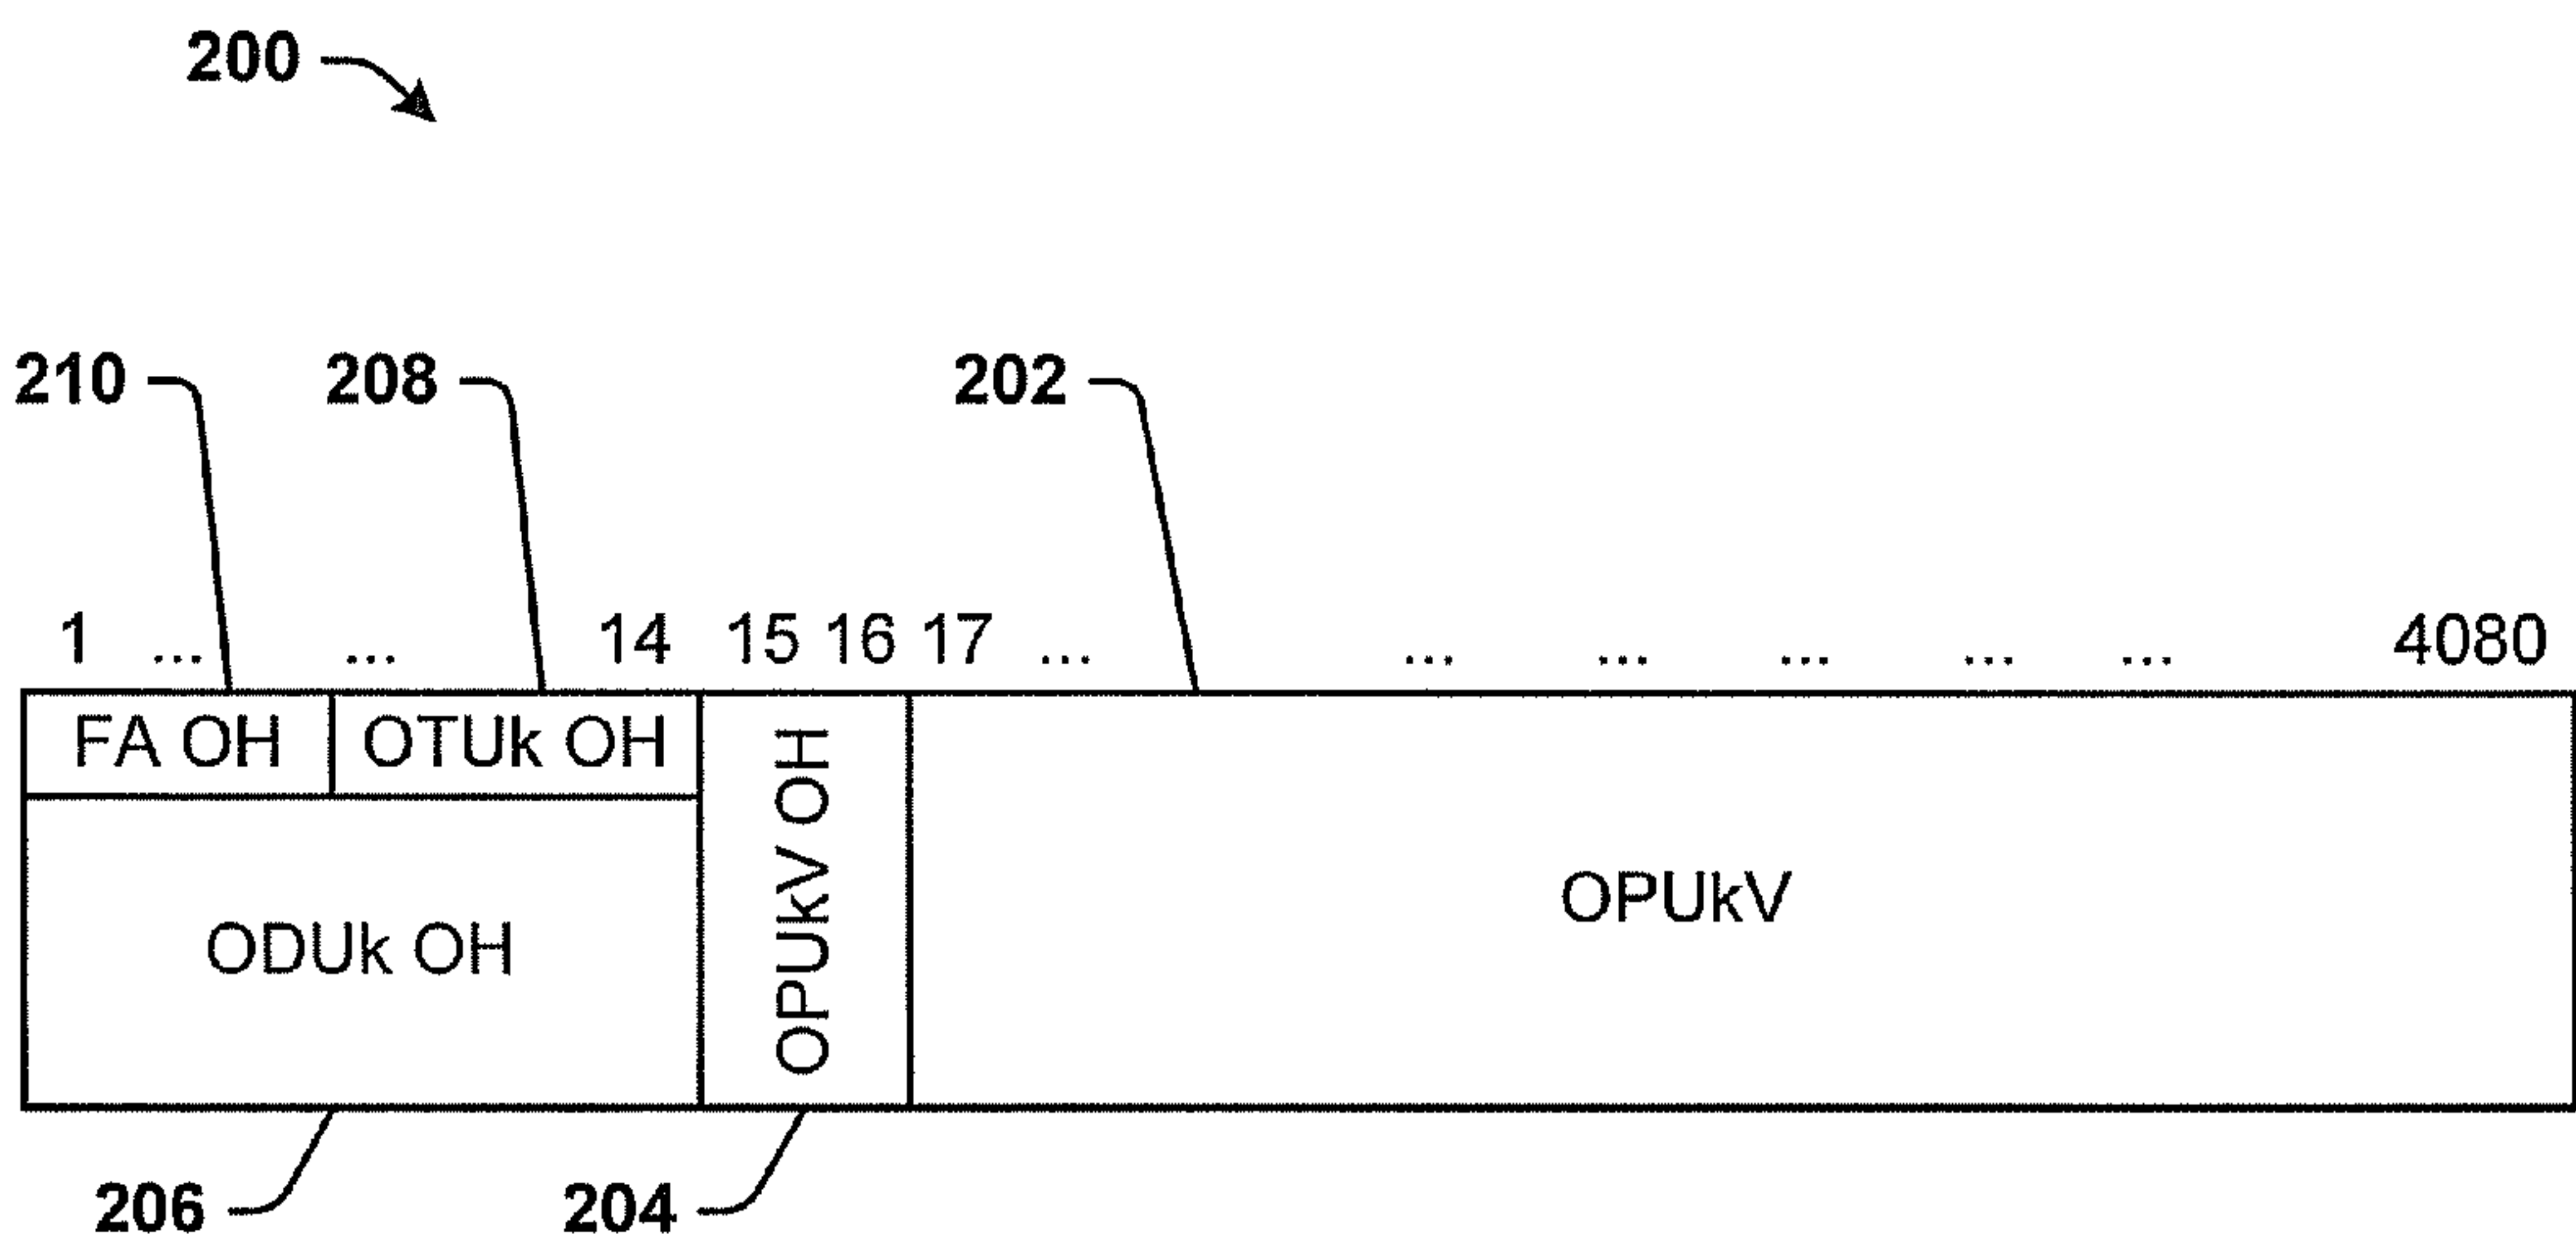 200
210 208 202
1 ... ... 14 15 16 17 ... ... ... ... ... ... 4080
FA OH OTUk OH
OPUkV OH
OPUkV
ODUk OH
206 204